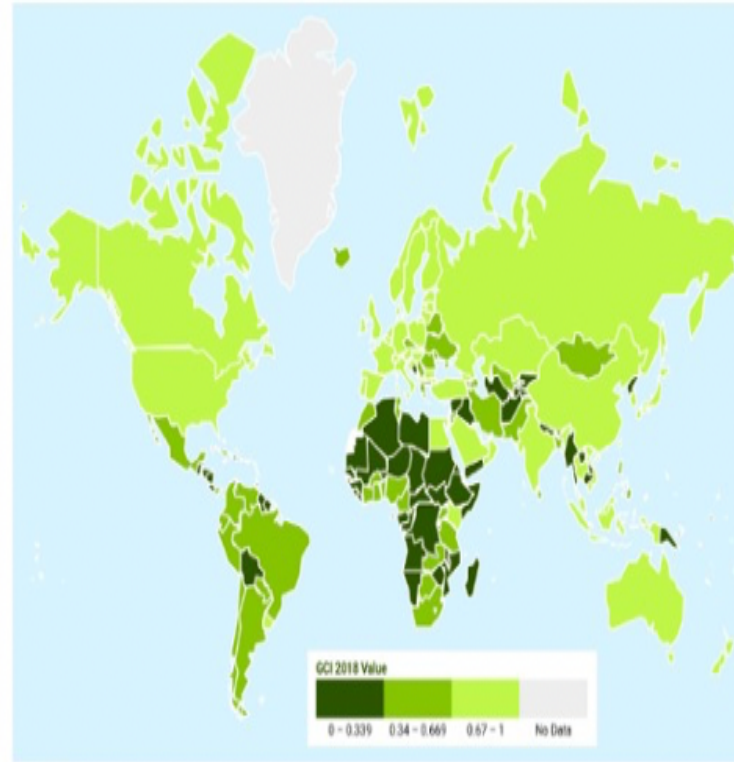 GCI 2018 Value
0 – 0.339 0.34 – 0.669 0.67 – 1 No Data